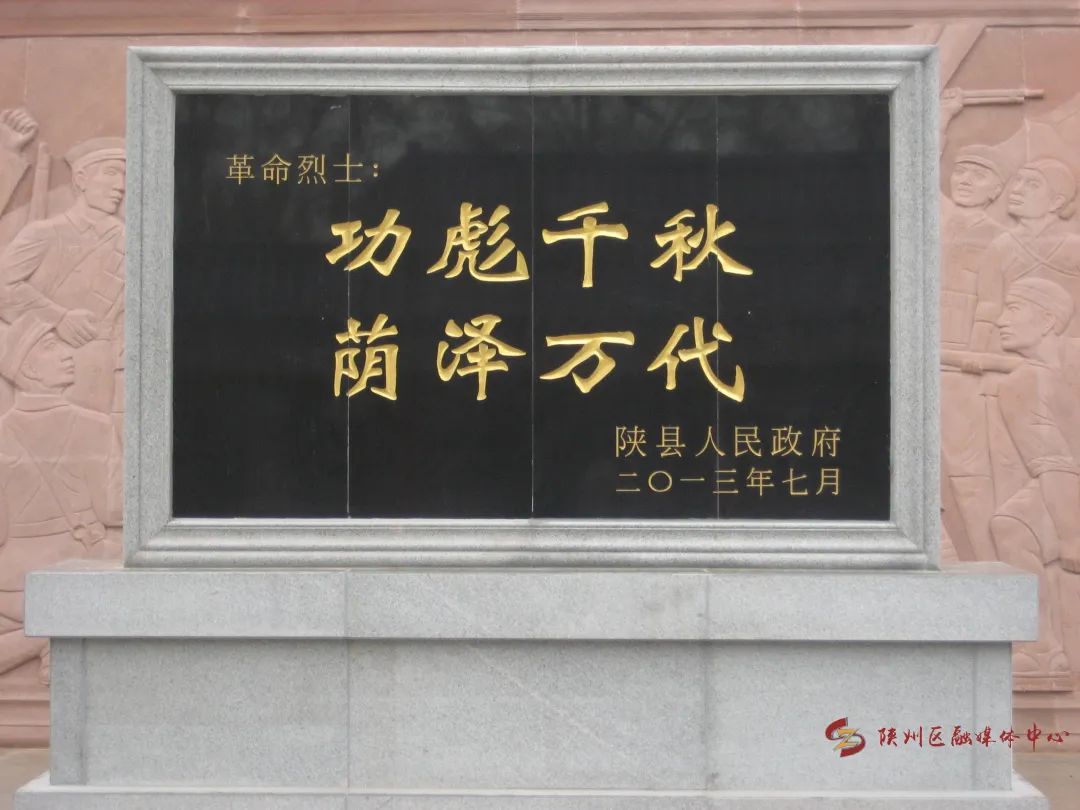 革命烈士：
功彪千秋
荫泽万代
陕县人民政府
二〇一三年七月
陕州区融媒体中心